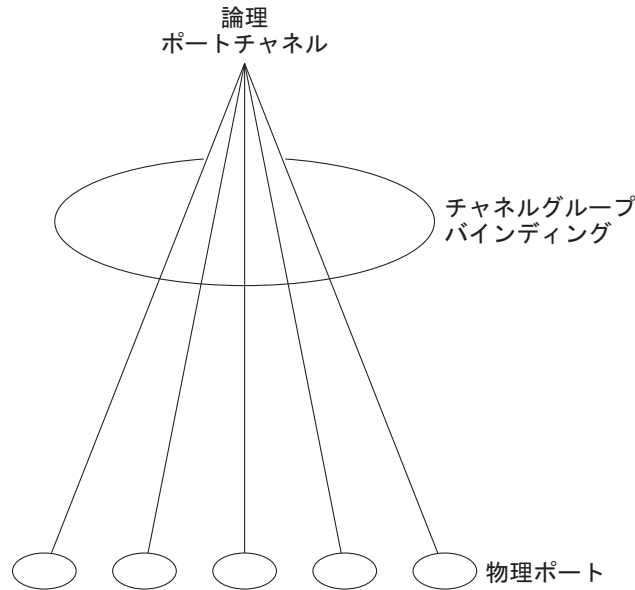 論理
ポートチャネル
チャネルグループ
バインディング
物理ポート